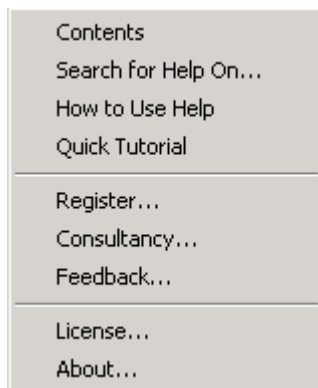 Contents
Search for Help On...
How to Use Help
Quick Tutorial
Register...
Consultancy...
Feedback...
License...
About...